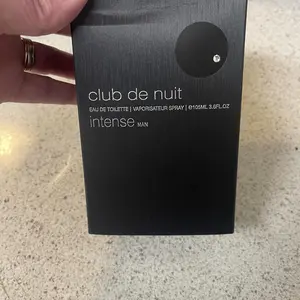 club de nuit
EAU DE TOILETTE | VAPORISATEUR SPRAY | ℮105ML 3.6FL.OZ
intense MAN